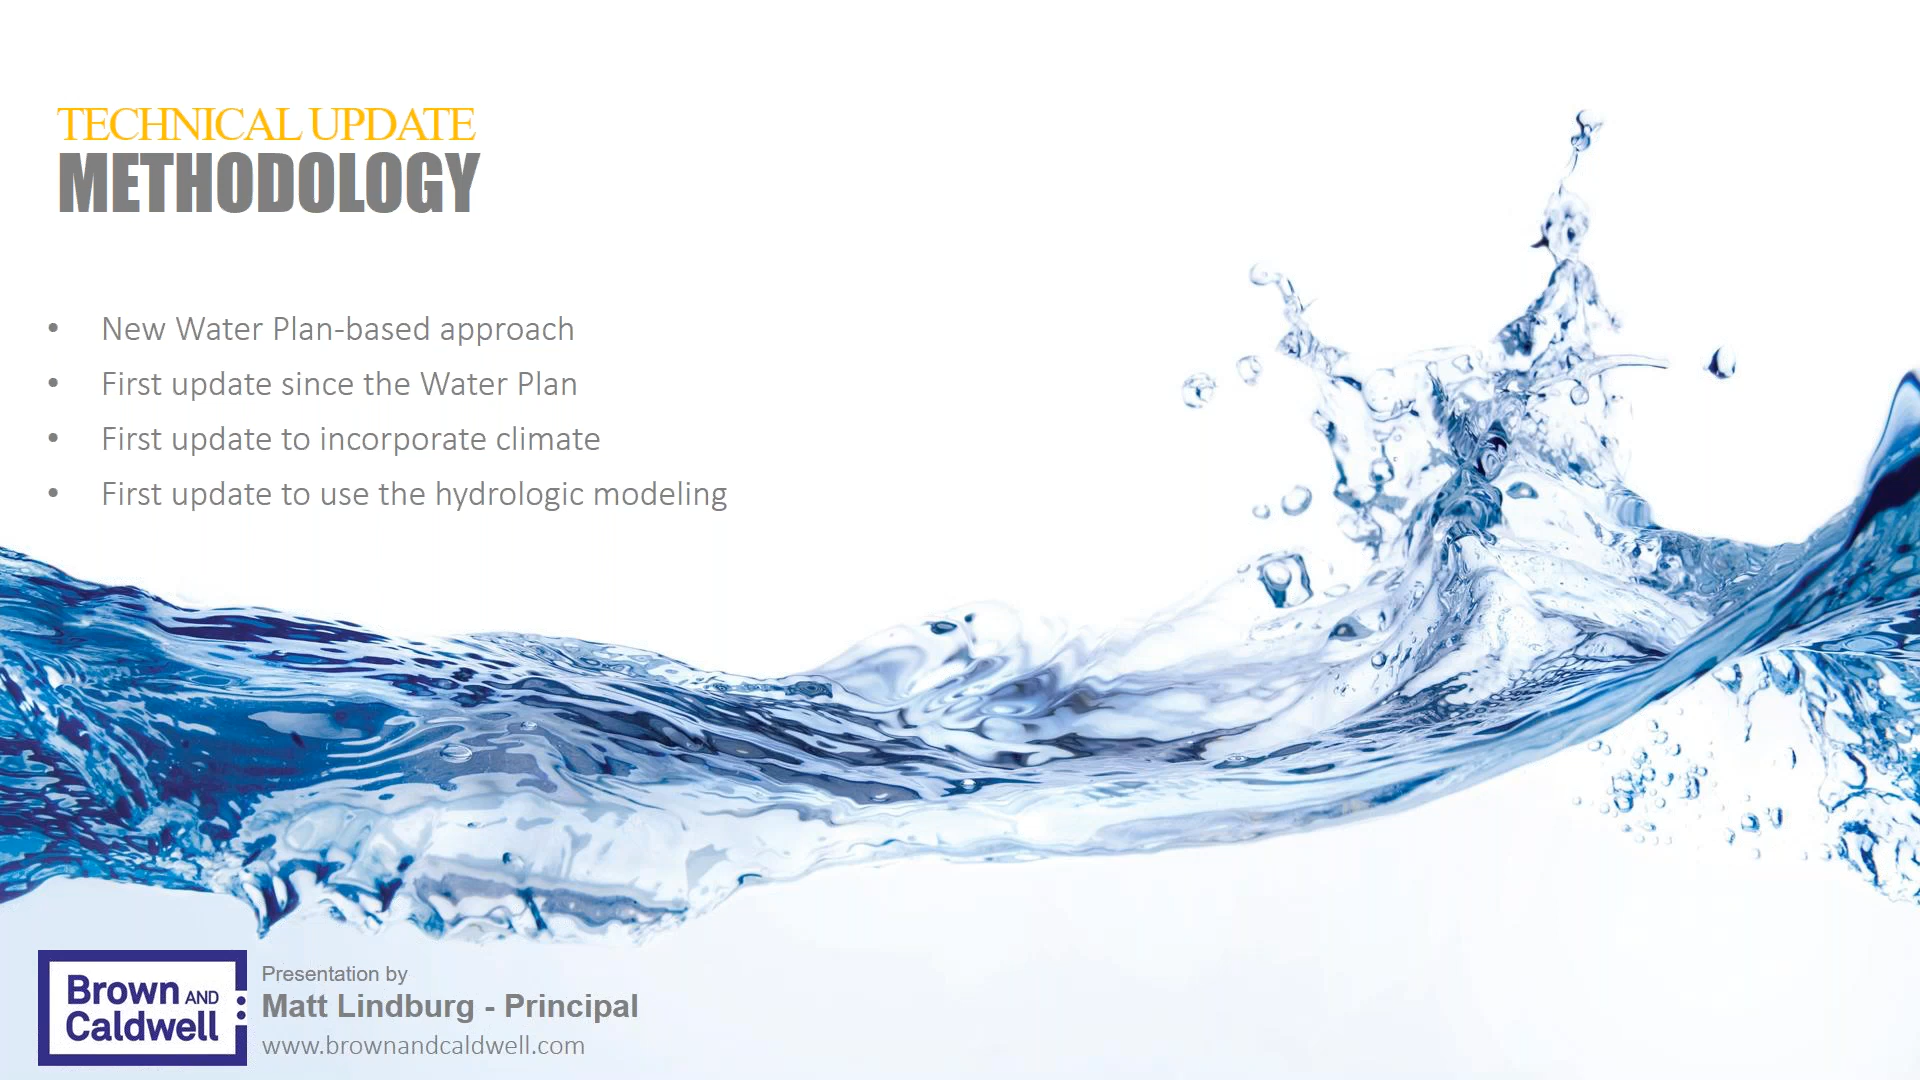 TECHNICAL UPDATE
METHODOLOGY
• New Water Plan-based approach
• First update since the Water Plan
• First update to incorporate climate
• First update to use the hydrologic modeling
Brown AND
Caldwell
Presentation by
Matt Lindburg - Principal
www.brownandcaldwell.com